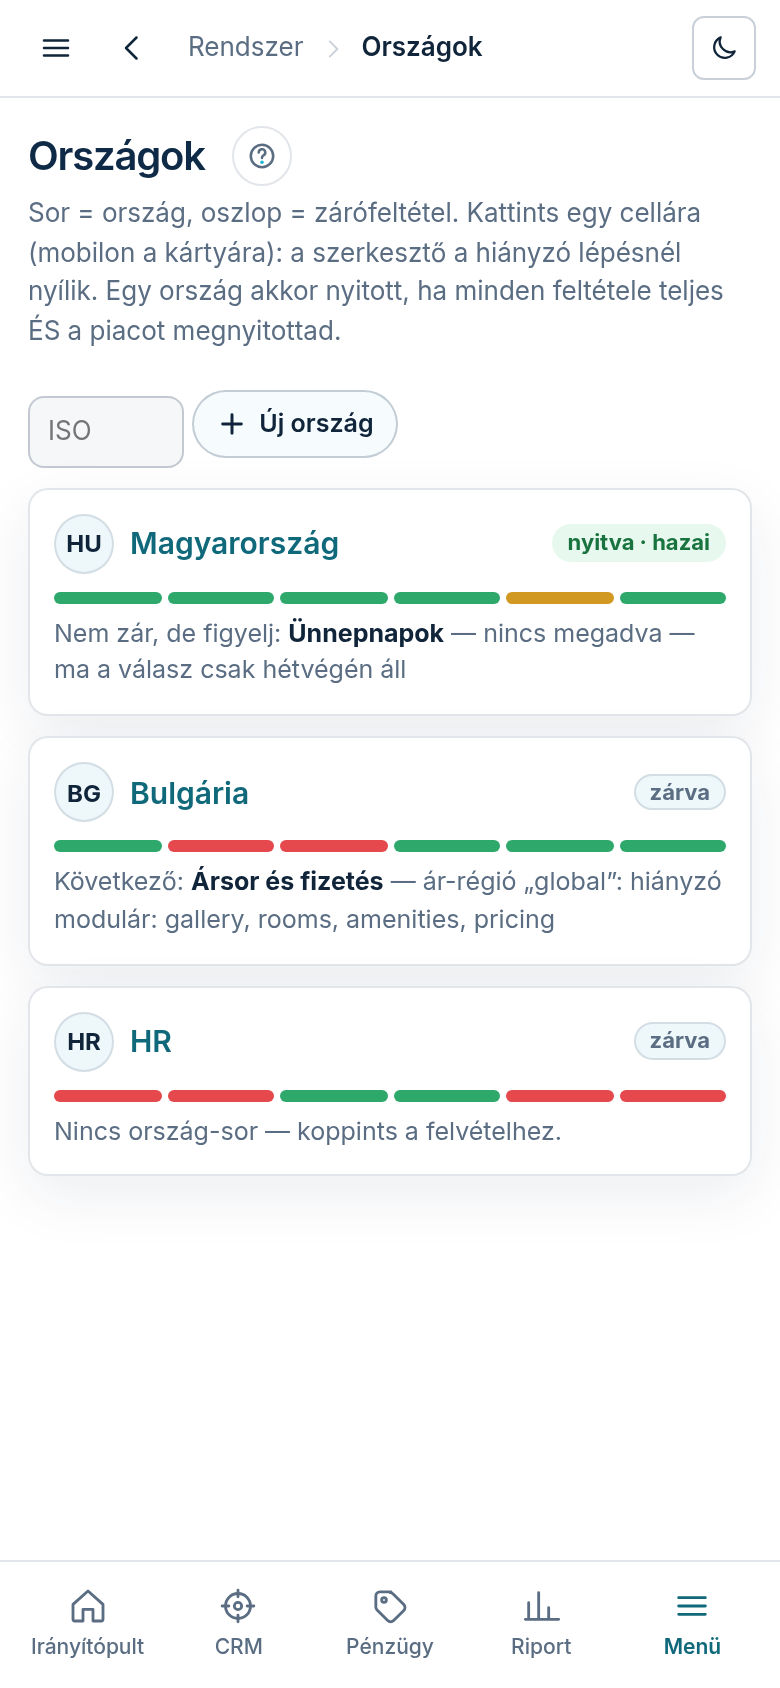 Rendszer > Országok
Országok
Sor = ország, oszlop = zárófeltétel. Kattints egy cellára
(mobilon a kártyára): a szerkesztő a hiányzó lépésnél
nyílik. Egy ország akkor nyitott, ha minden feltétele teljes
ÉS a piacot megnyitottad.
ISO
+ Új ország
HU Magyarország nyitva · hazai
Nem zár, de figyelj: Ünnepnapok — nincs megadva —
ma a válasz csak hétvégén áll
BG Bulgária zárva
Következő: Ársor és fizetés — ár-régió „global”: hiányzó
modulár: gallery, rooms, amenities, pricing
HR HR zárva
Nincs ország-sor — koppints a felvételhez.
Irányítópult CRM Pénzügy Riport Menü